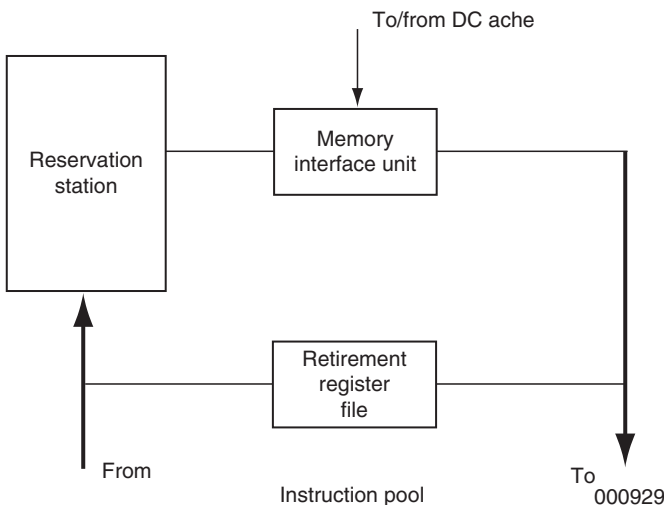 To/from DC ache
Reservation
station
Memory
interface unit
Retirement
register
file
From
To
Instruction pool
000929